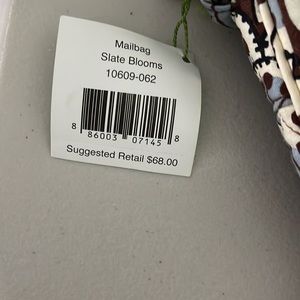 Mailbag
Slate Blooms
10609-062
8 86003 07145 8
Suggested Retail $68.00